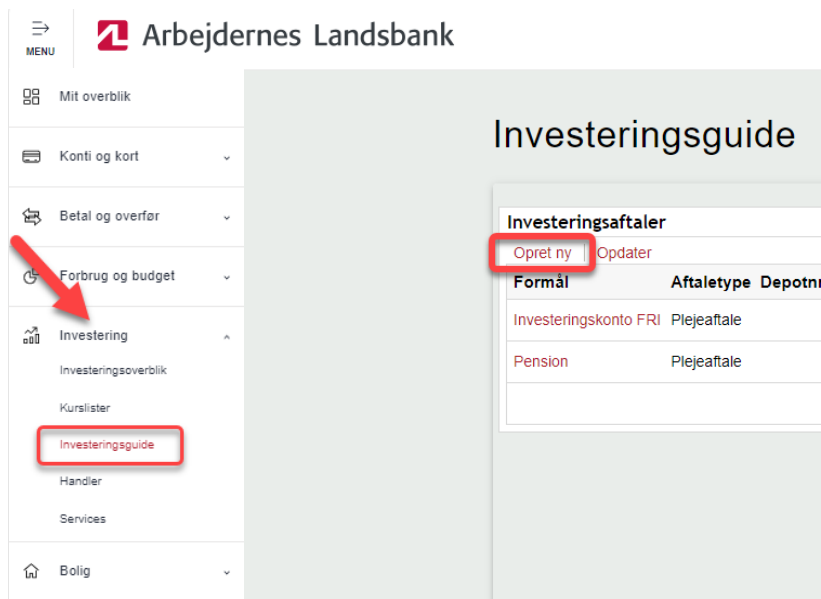 MENU
Arbejdernes Landsbank
Mit overblik
Konti og kort
Betal og overfør
Forbrug og budget
Investering
Investeringsoverblik
Kurslister
Investeringsguide
Handler
Services
Bolig
Investeringsguide
Investeringsaftaler
Opret ny | Opdater
Formål Aftaletype Depotnr
Investeringskonto FRI Plejeaftale
Pension Plejeaftale